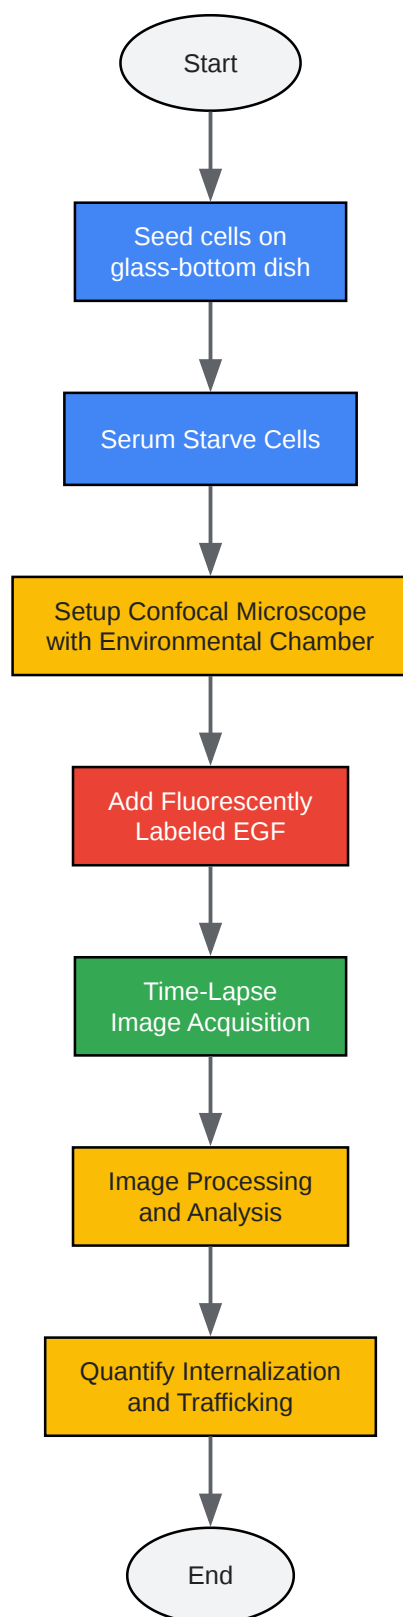 Start
Seed cells on
glass-bottom dish
Serum Starve Cells
Setup Confocal Microscope
with Environmental Chamber
Add Fluorescently
Labeled EGF
Time-Lapse
Image Acquisition
Image Processing
and Analysis
Quantify Internalization
and Trafficking
End